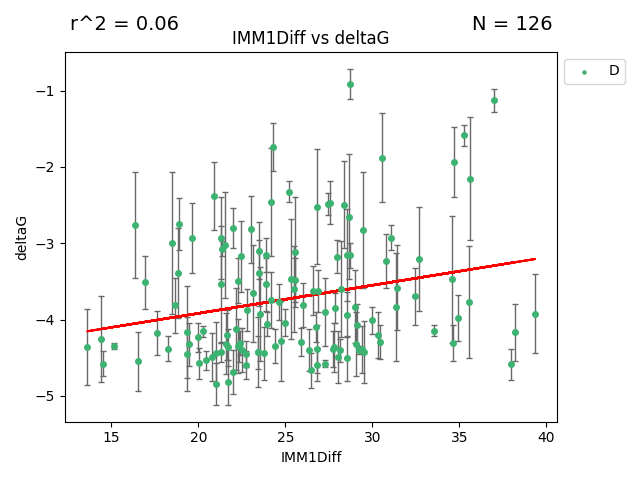 r^2 = 0.06
N = 126
IMM1Diff vs deltaG
D
−1
−2
−3
−4
−5
deltaG
15 20 25 30 35 40
IMM1Diff